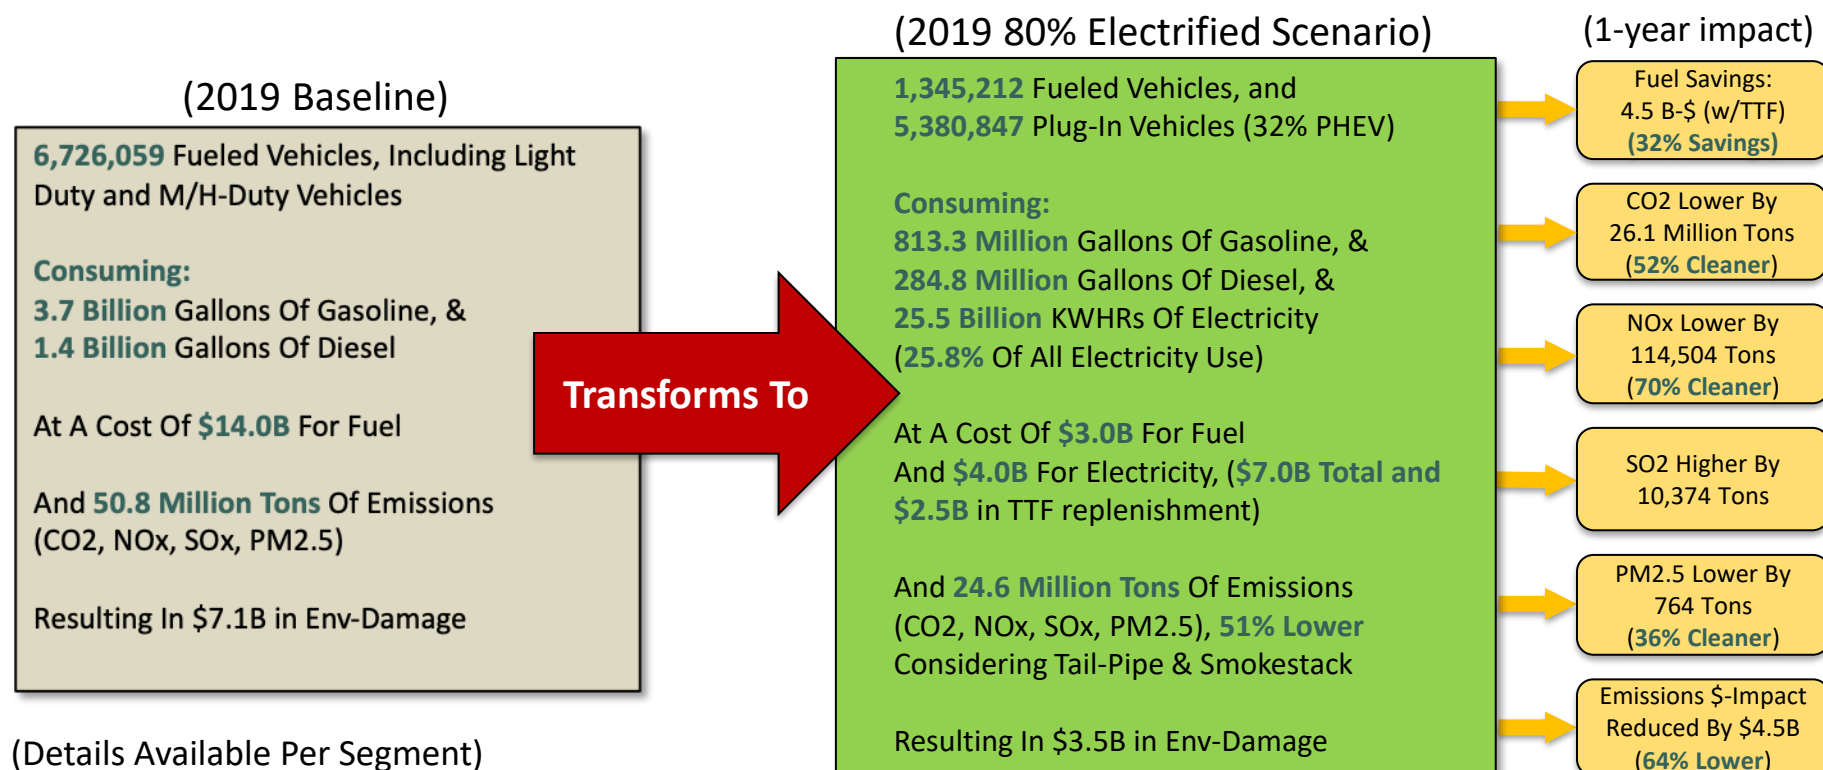 (2019 Baseline)
6,726,059 Fueled Vehicles, Including Light
Duty and M/H-Duty Vehicles
Consuming:
3.7 Billion Gallons Of Gasoline, &
1.4 Billion Gallons Of Diesel
At A Cost Of $14.0B For Fuel
And 50.8 Million Tons Of Emissions
(CO2, NOx, SOx, PM2.5)
Resulting In $7.1B in Env-Damage
(Details Available Per Segment)
Transforms To
(2019 80% Electrified Scenario)
1,345,212 Fueled Vehicles, and
5,380,847 Plug-In Vehicles (32% PHEV)
Consuming:
813.3 Million Gallons Of Gasoline, &
284.8 Million Gallons Of Diesel, &
25.5 Billion KWHRs Of Electricity
(25.8% Of All Electricity Use)
At A Cost Of $3.0B For Fuel
And $4.0B For Electricity, ($7.0B Total and
$2.5B in TTF replenishment)
And 24.6 Million Tons Of Emissions
(CO2, NOx, SOx, PM2.5), 51% Lower
Considering Tail-Pipe & Smokestack
Resulting In $3.5B in Env-Damage
(1-year impact)
Fuel Savings:
4.5 B-$ (w/TTF)
(32% Savings)
CO2 Lower By
26.1 Million Tons
(52% Cleaner)
NOx Lower By
114,504 Tons
(70% Cleaner)
SO2 Higher By
10,374 Tons
PM2.5 Lower By
764 Tons
(36% Cleaner)
Emissions $-Impact
Reduced By $4.5B
(64% Lower)